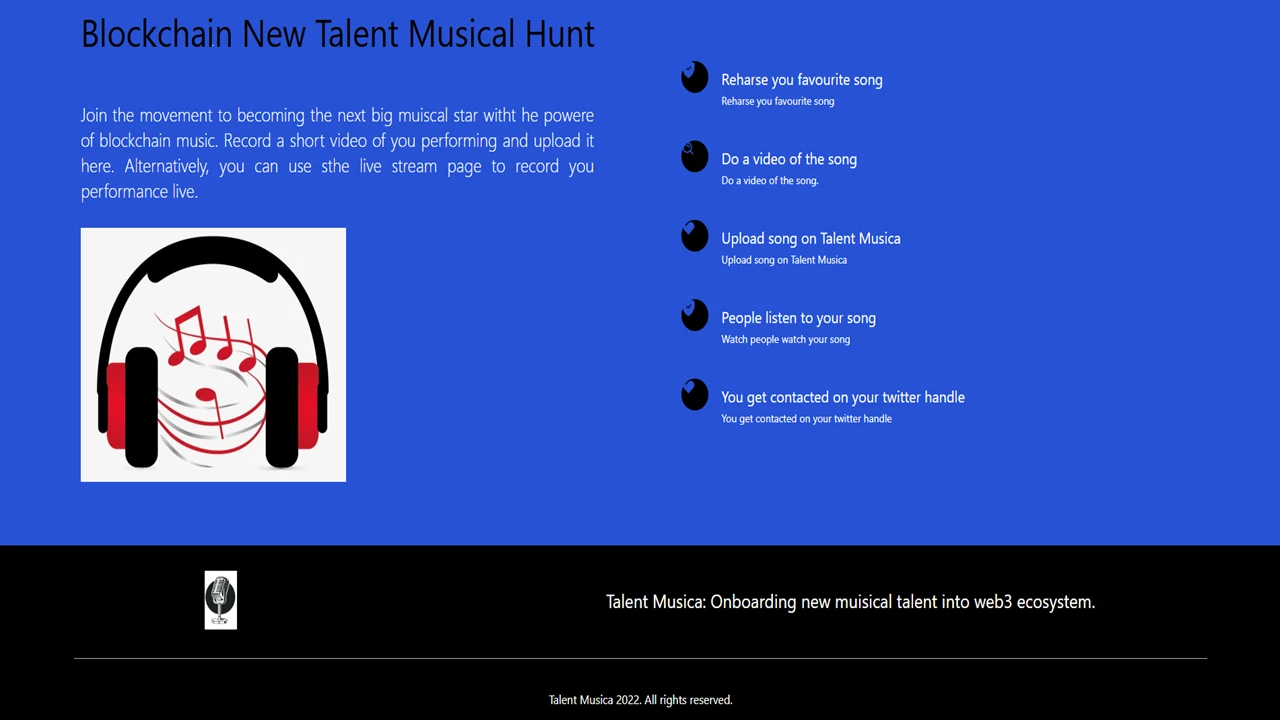 Blockchain New Talent Musical Hunt
Join the movement to becoming the next big muiscal star witht he powere
of blockchain music. Record a short video of you performing and upload it
here. Alternatively, you can use sthe live stream page to record you
performance live.
Reharse you favourite song
Reharse you favourite song
Do a video of the song
Do a video of the song.
Upload song on Talent Musica
Upload song on Talent Musica
People listen to your song
Watch people watch your song
You get contacted on your twitter handle
You get contacted on your twitter handle
Talent Musica: Onboarding new muisical talent into web3 ecosystem.
Talent Musica 2022. All rights reserved.